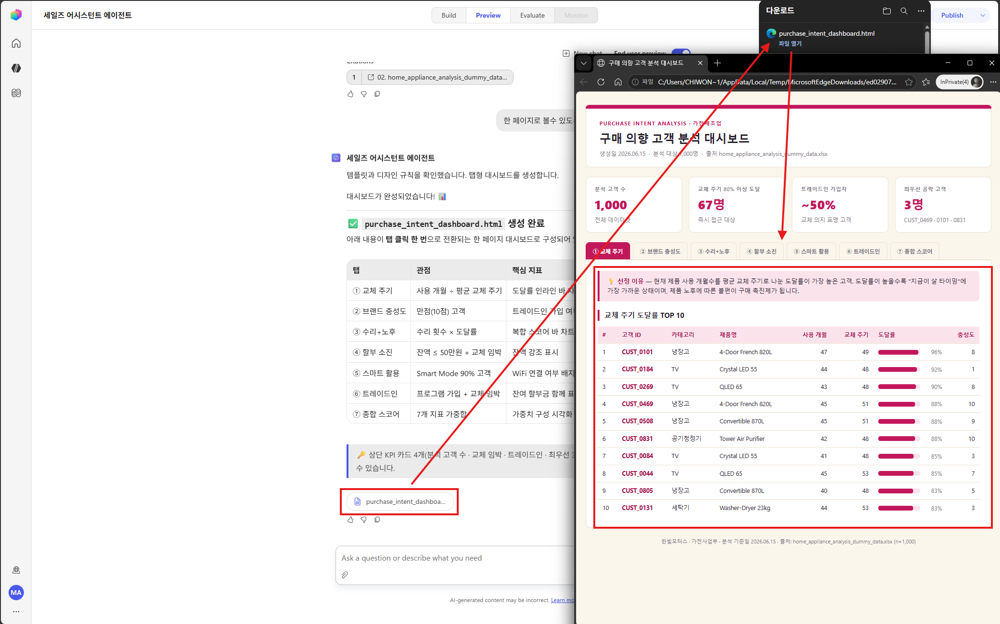 세일즈 어시스턴트 에이전트
Build
Preview
Evaluate
Monitor
Publish
New chat
End user preview
Citations
1
02. home_appliance_analysis_dummy_data...
한 페이지로 볼수 있도
세일즈 어시스턴트 에이전트
템플릿과 디자인 규칙을 확인했습니다. 탭형 대시보드를 생성합니다.
대시보드가 완성되었습니다!
purchase_intent_dashboard.html 생성 완료
아래 내용이 탭 클릭 한 번으로 전환되는 한 페이지 대시보드로 구성되어
탭 관점 핵심 지표
① 교체 주기 사용 개월 ÷ 평균 교체 주기 도달률 인라인 바
② 브랜드 충성도 만점(10점) 고객 트레이드인 가입 여
③ 수리+노후 수리 횟수 × 도달률 복합 스코어 바 차트
④ 할부 소진 잔액 ≤ 50만원 + 교체 임박 잔액 강조 표시
⑤ 스마트 활용 Smart Mode 90% 고객 WiFi 연결 여부 배지
⑥ 트레이드인 프로그램 가입 + 교체 임박 잔여 할부금 함께 표
⑦ 종합 스코어 7개 지표 가중합 가중치 구성 시각화
상단 KPI 카드 4개(분석 고객 수 · 교체 임박 · 트레이드인 · 최우선
수 있습니다.
purchase_intent_dashboa...
Ask a question or describe what you need
AI-generated content may be incorrect. Learn mo
MA
다운로드
purchase_intent_dashboard.html
파일 열기
구매 의향 고객 분석 대시보드
파일
C:/Users/CHIWON~1/AppData/Local/Temp/MicrosoftEdgeDownloads/ed02907...
InPrivate(4)
PURCHASE INTENT ANALYSIS · 가전제조업
구매 의향 고객 분석 대시보드
생성일 2026.06.15 · 분석 대상 1,000명 · 출처 home_appliance_analysis_dummy_data.xlsx
분석 고객 수
1,000
전체 데이터셋
교체 주기 80% 이상 도달
67명
즉시 접근 대상
트레이드인 가입자
~50%
교체 의지 표명 고객
최우선 공략 고객
3명
CUST_0469 · 0101 · 0831
① 교체 주기
② 브랜드 충성도
③ 수리+노후
④ 할부 소진
⑤ 스마트 활용
⑥ 트레이드인
⑦ 종합 스코어
선정 이유 — 현재 제품 사용 개월수를 평균 교체 주기로 나눈 도달률이 가장 높은 고객. 도달률이 높을수록 "지금이 살 타이밍"에
가장 가까운 상태이며, 제품 노후에 따른 불편이 구매 촉진제가 됩니다.
교체 주기 도달률 TOP 10
# 고객 ID 카테고리 제품명 사용 개월 교체 주기 도달률 충성도
1 CUST_0101 냉장고 4-Door French 820L 47 49 96% 8
2 CUST_0184 TV Crystal LED 55 44 48 92% 1
3 CUST_0269 TV QLED 65 43 48 90% 8
4 CUST_0469 냉장고 4-Door French 820L 45 51 88% 10
5 CUST_0508 냉장고 Convertible 870L 45 51 88% 9
6 CUST_0831 공기청정기 Tower Air Purifier 42 48 88% 10
7 CUST_0084 TV Crystal LED 55 41 48 85% 3
8 CUST_0044 TV QLED 65 45 53 85% 7
9 CUST_0805 냉장고 Convertible 870L 40 48 83% 5
10 CUST_0131 세탁기 Washer-Dryer 23kg 44 53 83% 3
한빛모터스 · 가전사업부 · 분석 기준일 2026.06.15 · 출처: home_appliance_analysis_dummy_data.xlsx (n=1,000)